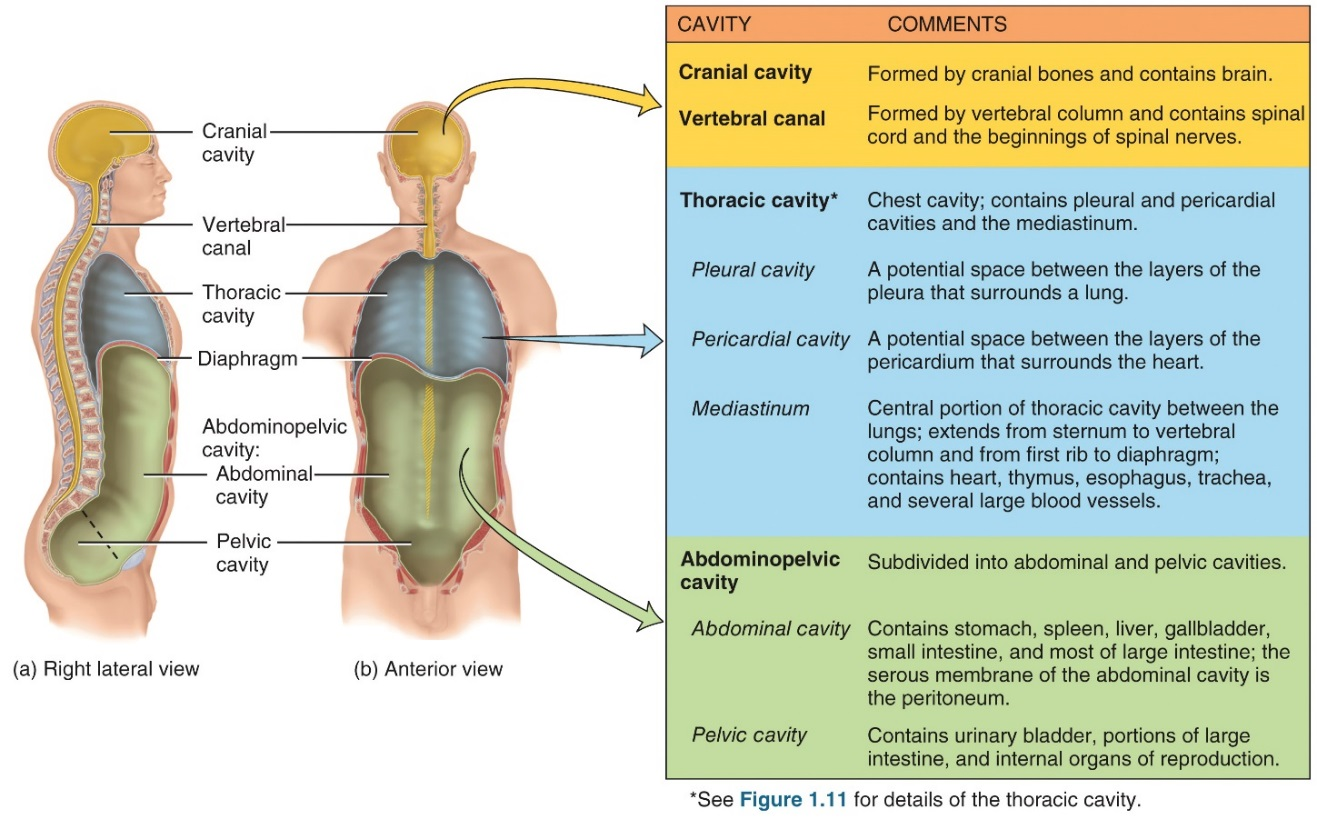 Cranial
cavity
Vertebral
canal
Thoracic
cavity
Diaphragm
Abdominopelvic
cavity:
Abdominal
cavity
Pelvic
cavity
(a) Right lateral view
(b) Anterior view
CAVITY COMMENTS
Cranial cavity Formed by cranial bones and contains brain.
Vertebral canal Formed by vertebral column and contains spinal
cord and the beginnings of spinal nerves.
Thoracic cavity* Chest cavity; contains pleural and pericardial
cavities and the mediastinum.
Pleural cavity A potential space between the layers of the
pleura that surrounds a lung.
Pericardial cavity A potential space between the layers of the
pericardium that surrounds the heart.
Mediastinum Central portion of thoracic cavity between the
lungs; extends from sternum to vertebral
column and from first rib to diaphragm;
contains heart, thymus, esophagus, trachea,
and several large blood vessels.
Abdominopelvic
cavity Subdivided into abdominal and pelvic cavities.
Abdominal cavity Contains stomach, spleen, liver, gallbladder,
small intestine, and most of large intestine; the
serous membrane of the abdominal cavity is
the peritoneum.
Pelvic cavity Contains urinary bladder, portions of large
intestine, and internal organs of reproduction.
*See Figure 1.11 for details of the thoracic cavity.